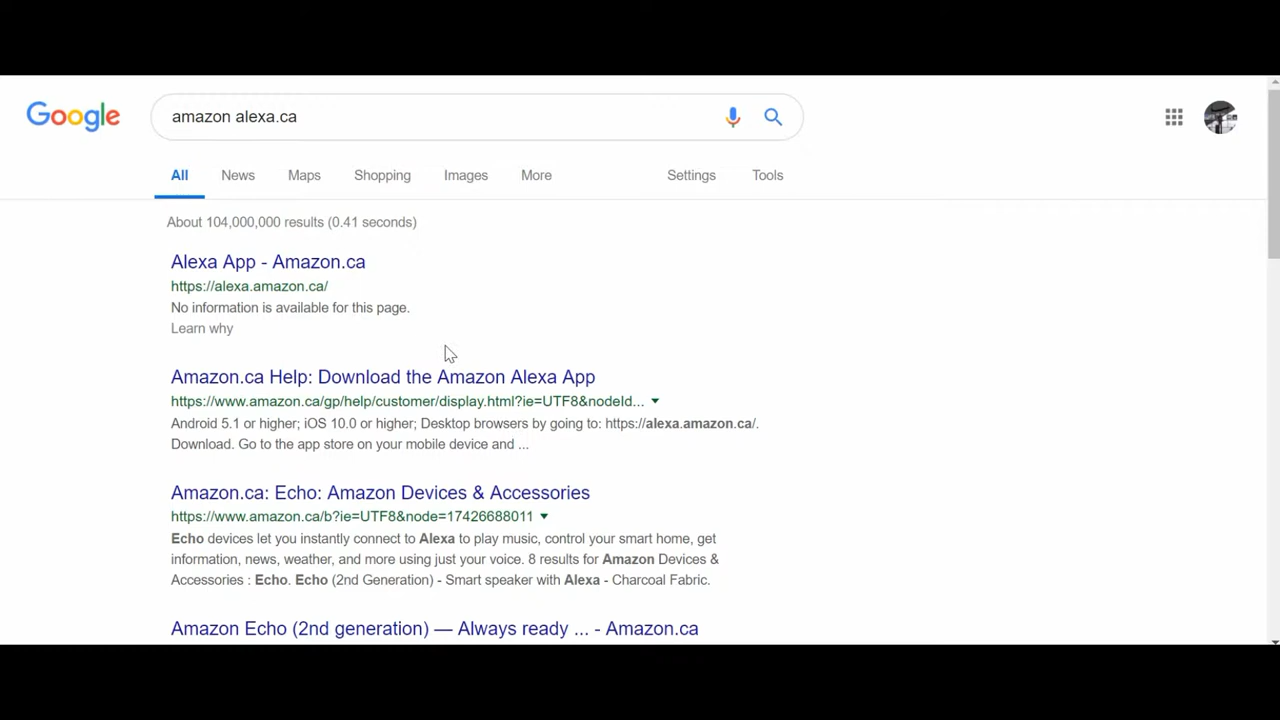 Google
amazon alexa.ca
All News Maps Shopping Images More Settings Tools
About 104,000,000 results (0.41 seconds)
Alexa App - Amazon.ca
https://alexa.amazon.ca/
No information is available for this page.
Learn why
Amazon.ca Help: Download the Amazon Alexa App
https://www.amazon.ca/gp/help/customer/display.html?ie=UTF8&nodeId...
Android 5.1 or higher; iOS 10.0 or higher; Desktop browsers by going to: https://alexa.amazon.ca/.
Download. Go to the app store on your mobile device and ...
Amazon.ca: Echo: Amazon Devices & Accessories
https://www.amazon.ca/b?ie=UTF8&node=17426688011
Echo devices let you instantly connect to Alexa to play music, control your smart home, get
information, news, weather, and more using just your voice. 8 results for Amazon Devices &
Accessories : Echo. Echo (2nd Generation) - Smart speaker with Alexa - Charcoal Fabric.
Amazon Echo (2nd generation) — Always ready ... - Amazon.ca